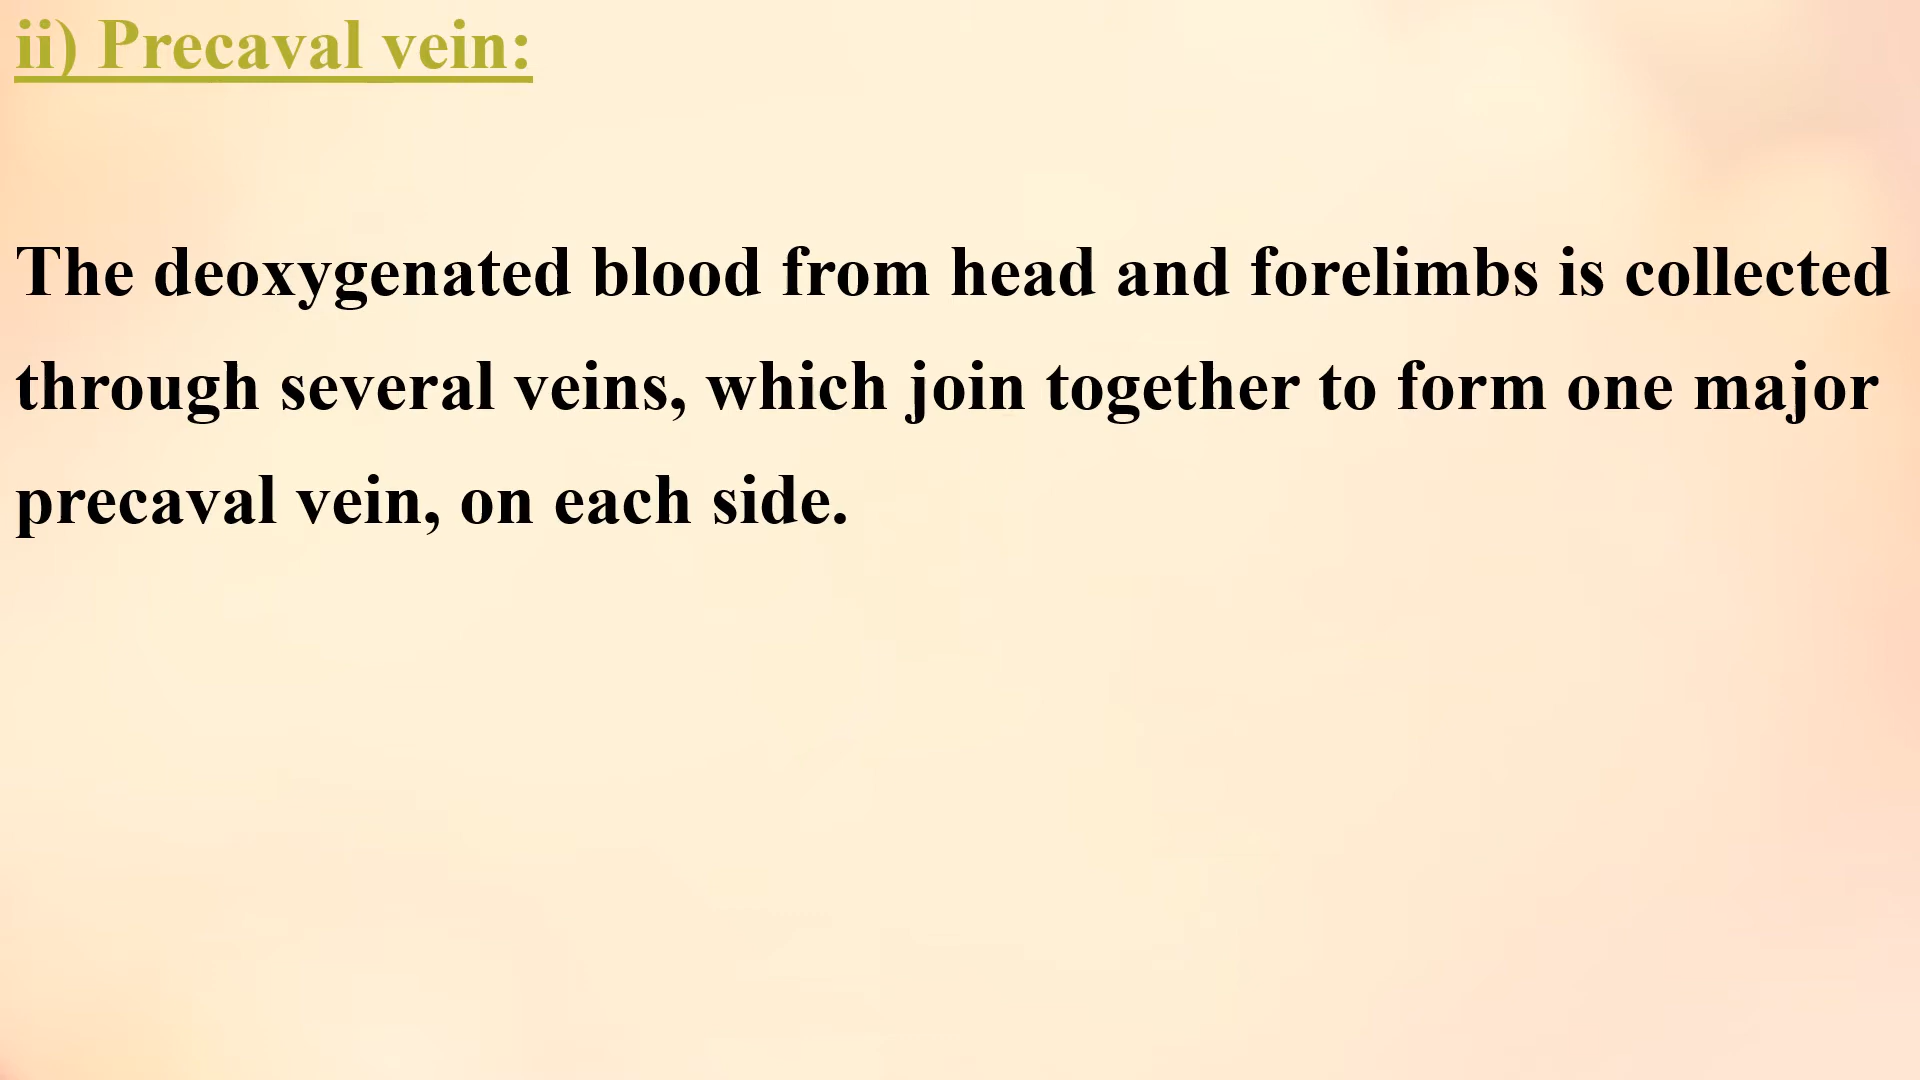 ii) Precaval vein:
The deoxygenated blood from head and forelimbs is collected
through several veins, which join together to form one major
precaval vein, on each side.